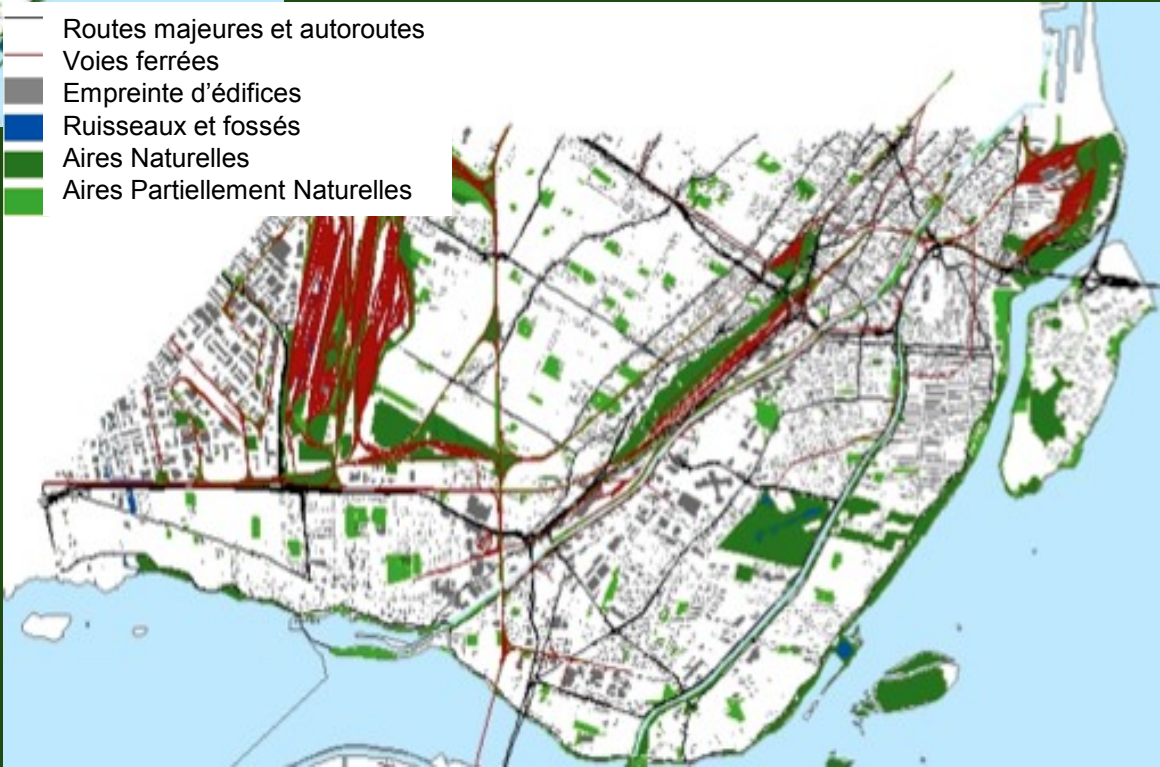 Routes majeures et autoroutes
Voies ferrées
Empreinte d’édifices
Ruisseaux et fossés
Aires Naturelles
Aires Partiellement Naturelles